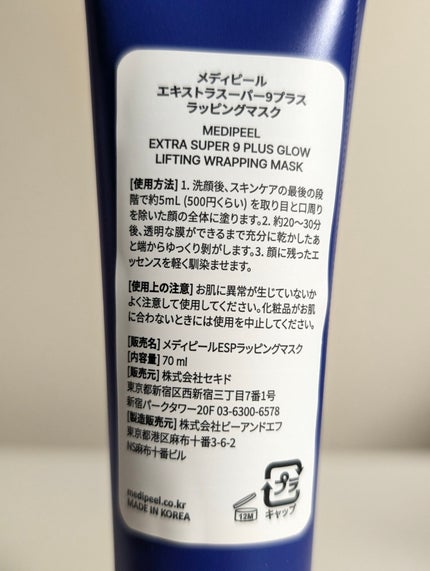 メディピール
エキストラスーパー9プラス
ラッピングマスク
MEDIPEEL
EXTRA SUPER 9 PLUS GLOW
LIFTING WRAPPING MASK
[使用方法] 1. 洗顔後、スキンケアの最後の段
階で約5mL (500円くらい) を取り目と口周り
を除いた顔の全体に塗ります。2. 約20～30分
後、透明な膜ができるまで充分に乾かしたあ
と端からゆっくり剝がします。3. 顔に残ったエ
ッセンスを軽く馴染ませます。
[使用上の注意] お肌に異常が生じていないか
よく注意して使用してください。化粧品がお肌
に合わないときには使用を中止してください。
[販売名] メディピールESPラッピングマスク
[内容量] 70 ml
[販売元] 株式会社セキド
東京都新宿区西新宿三丁目7番1号
新宿パークタワー20F 03-6300-6578
[製造販売元] 株式会社ビーアンドエフ
東京都港区麻布十番3-6-2
NS麻布十番ビル
medipeel.co.kr
MADE IN KOREA
12M
プラ
キャップ